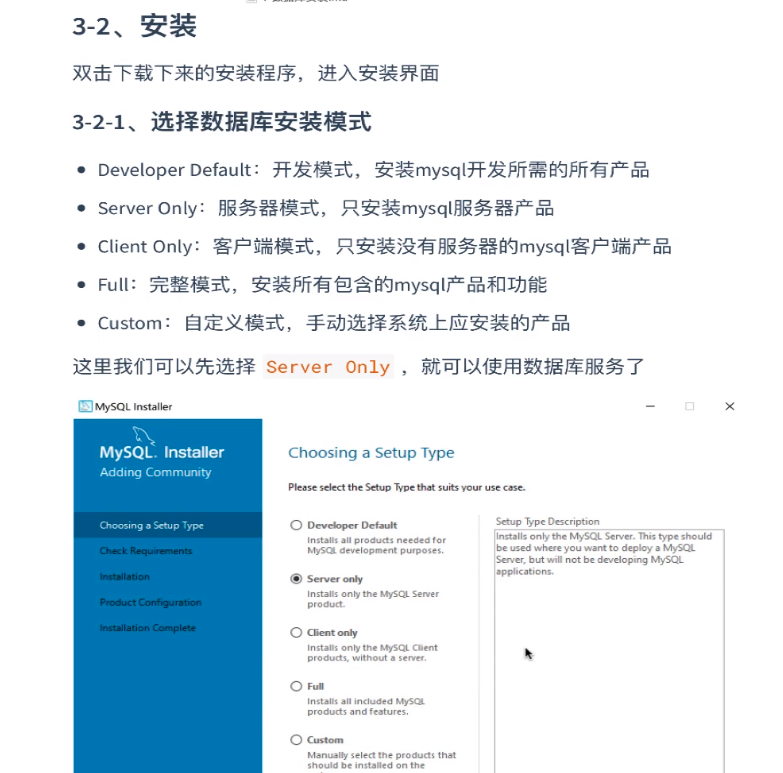 3-2、安装
双击下载下来的安装程序，进入安装界面
3-2-1、选择数据库安装模式
Developer Default：开发模式，安装mysql开发所需的所有产品
Server Only：服务器模式，只安装mysql服务器产品
Client Only：客户端模式，只安装没有服务器的mysql客户端产品
Full：完整模式，安装所有包含的mysql产品和功能
Custom：自定义模式，手动选择系统上应安装的产品
这里我们可以先选择 Server Only ，就可以使用数据库服务了
MySQL Installer
MySQL. Installer
Adding Community
Choosing a Setup Type
Check Requirements
Installation
Product Configuration
Installation Complete
Choosing a Setup Type
Please select the Setup Type that suits your use case.
Developer Default
Installs all products needed for
MySQL development purposes.
Server only
Installs only the MySQL Server
product.
Client only
Installs only the MySQL Client
products, without a server.
Full
Installs all included MySQL
products and features.
Custom
Manually select the products that
should be installed on the
Setup Type Description
Installs only the MySQL Server. This type should
be used where you want to deploy a MySQL
Server, but will not be developing MySQL
applications.